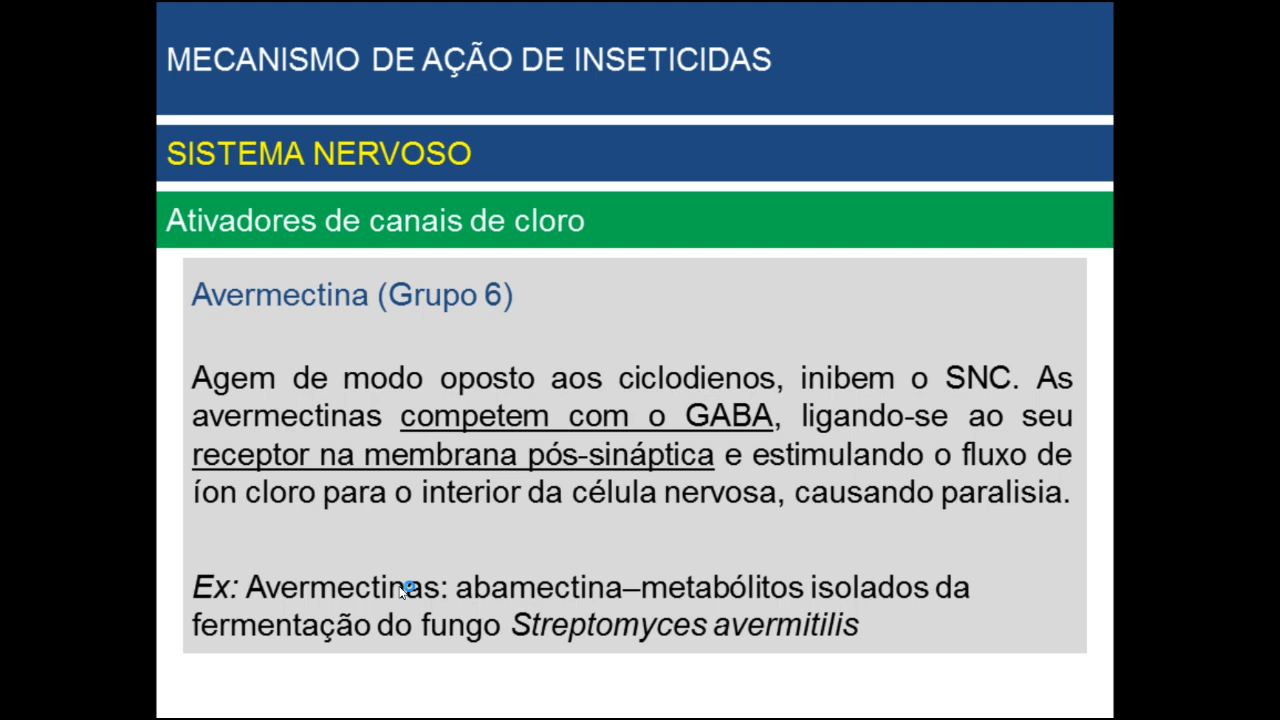 MECANISMO DE AÇÃO DE INSETICIDAS
SISTEMA NERVOSO
Ativadores de canais de cloro
Avermectina (Grupo 6)
Agem de modo oposto aos ciclodienos, inibem o SNC. As
avermectinas competem com o GABA, ligando-se ao seu
receptor na membrana pós-sináptica e estimulando o fluxo de
íon cloro para o interior da célula nervosa, causando paralisia.
Ex: Avermectinas: abamectina–metabólitos isolados da
fermentação do fungo Streptomyces avermitilis